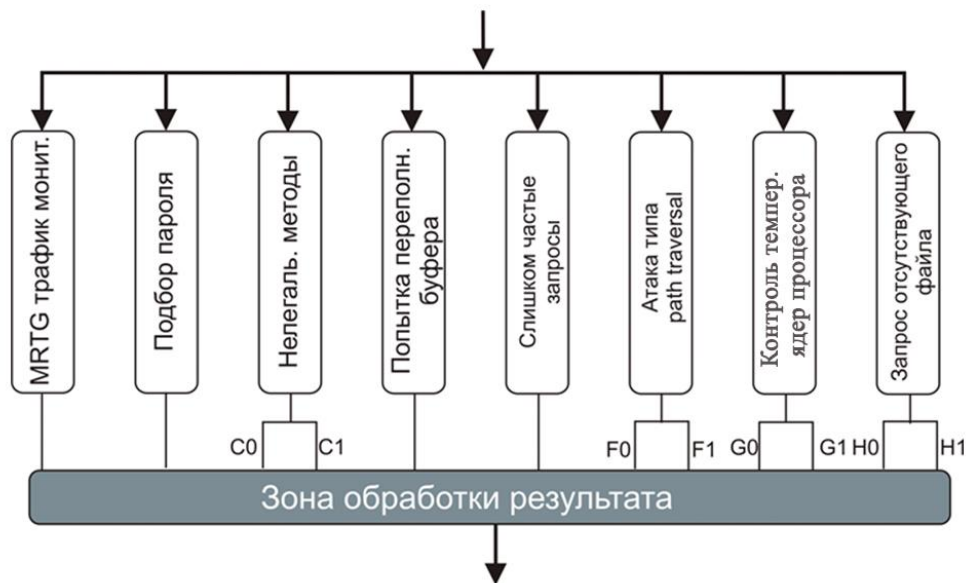 MRTG трафик монит.
Подбор пароля
Нелегаль. методы
Попытка переполн.
буфера
Слишком частые
запросы
Атака типа
path traversal
Контроль темпер.
ядер процессора
Запрос отсутствующего
файла
C0 C1 F0 F1 G0 G1 H0 H1
Зона обработки результата